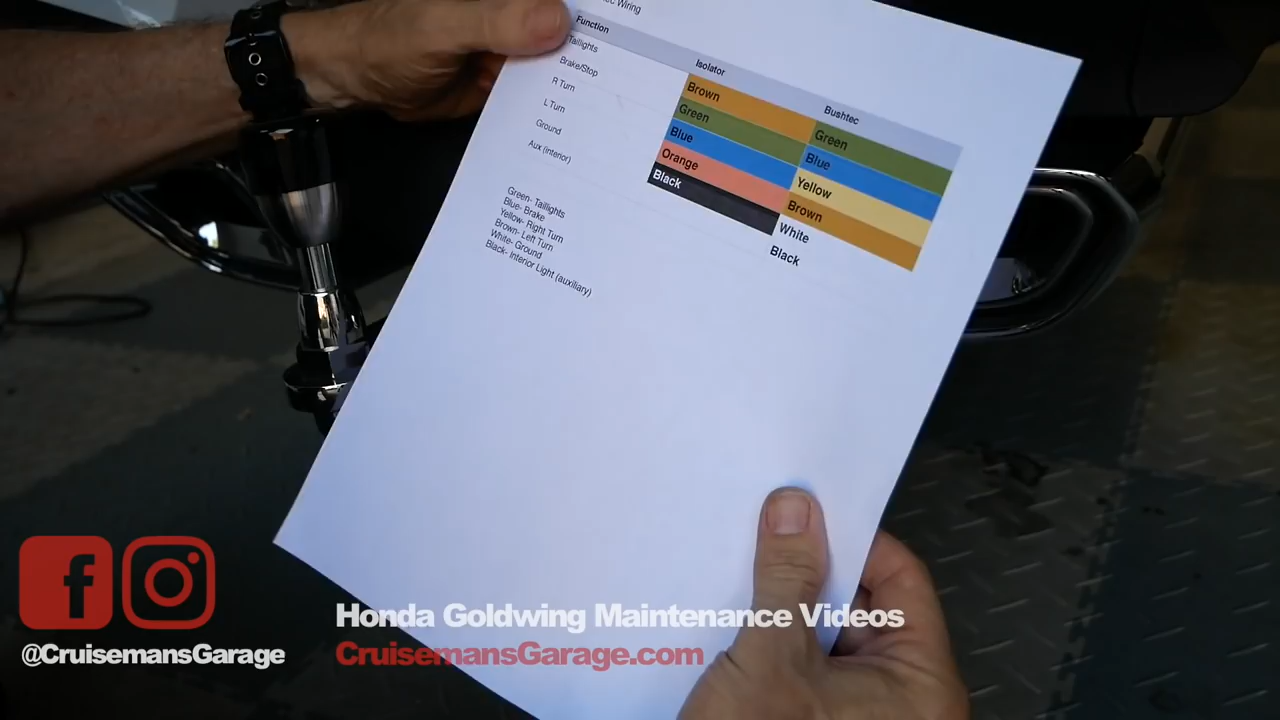 Wiring
Function Isolator Bushtec
Taillights Brown Green
Brake/Stop Green Blue
R Turn Blue Yellow
L Turn Orange Brown
Ground Black White
Aux (interior) Black
Green- Taillights
Blue- Brake
Yellow- Right Turn
Brown- Left Turn
White- Ground
Black- Interior Light (auxiliary)
Honda Goldwing Maintenance Videos
@CruisemansGarage CruisemansGarage.com